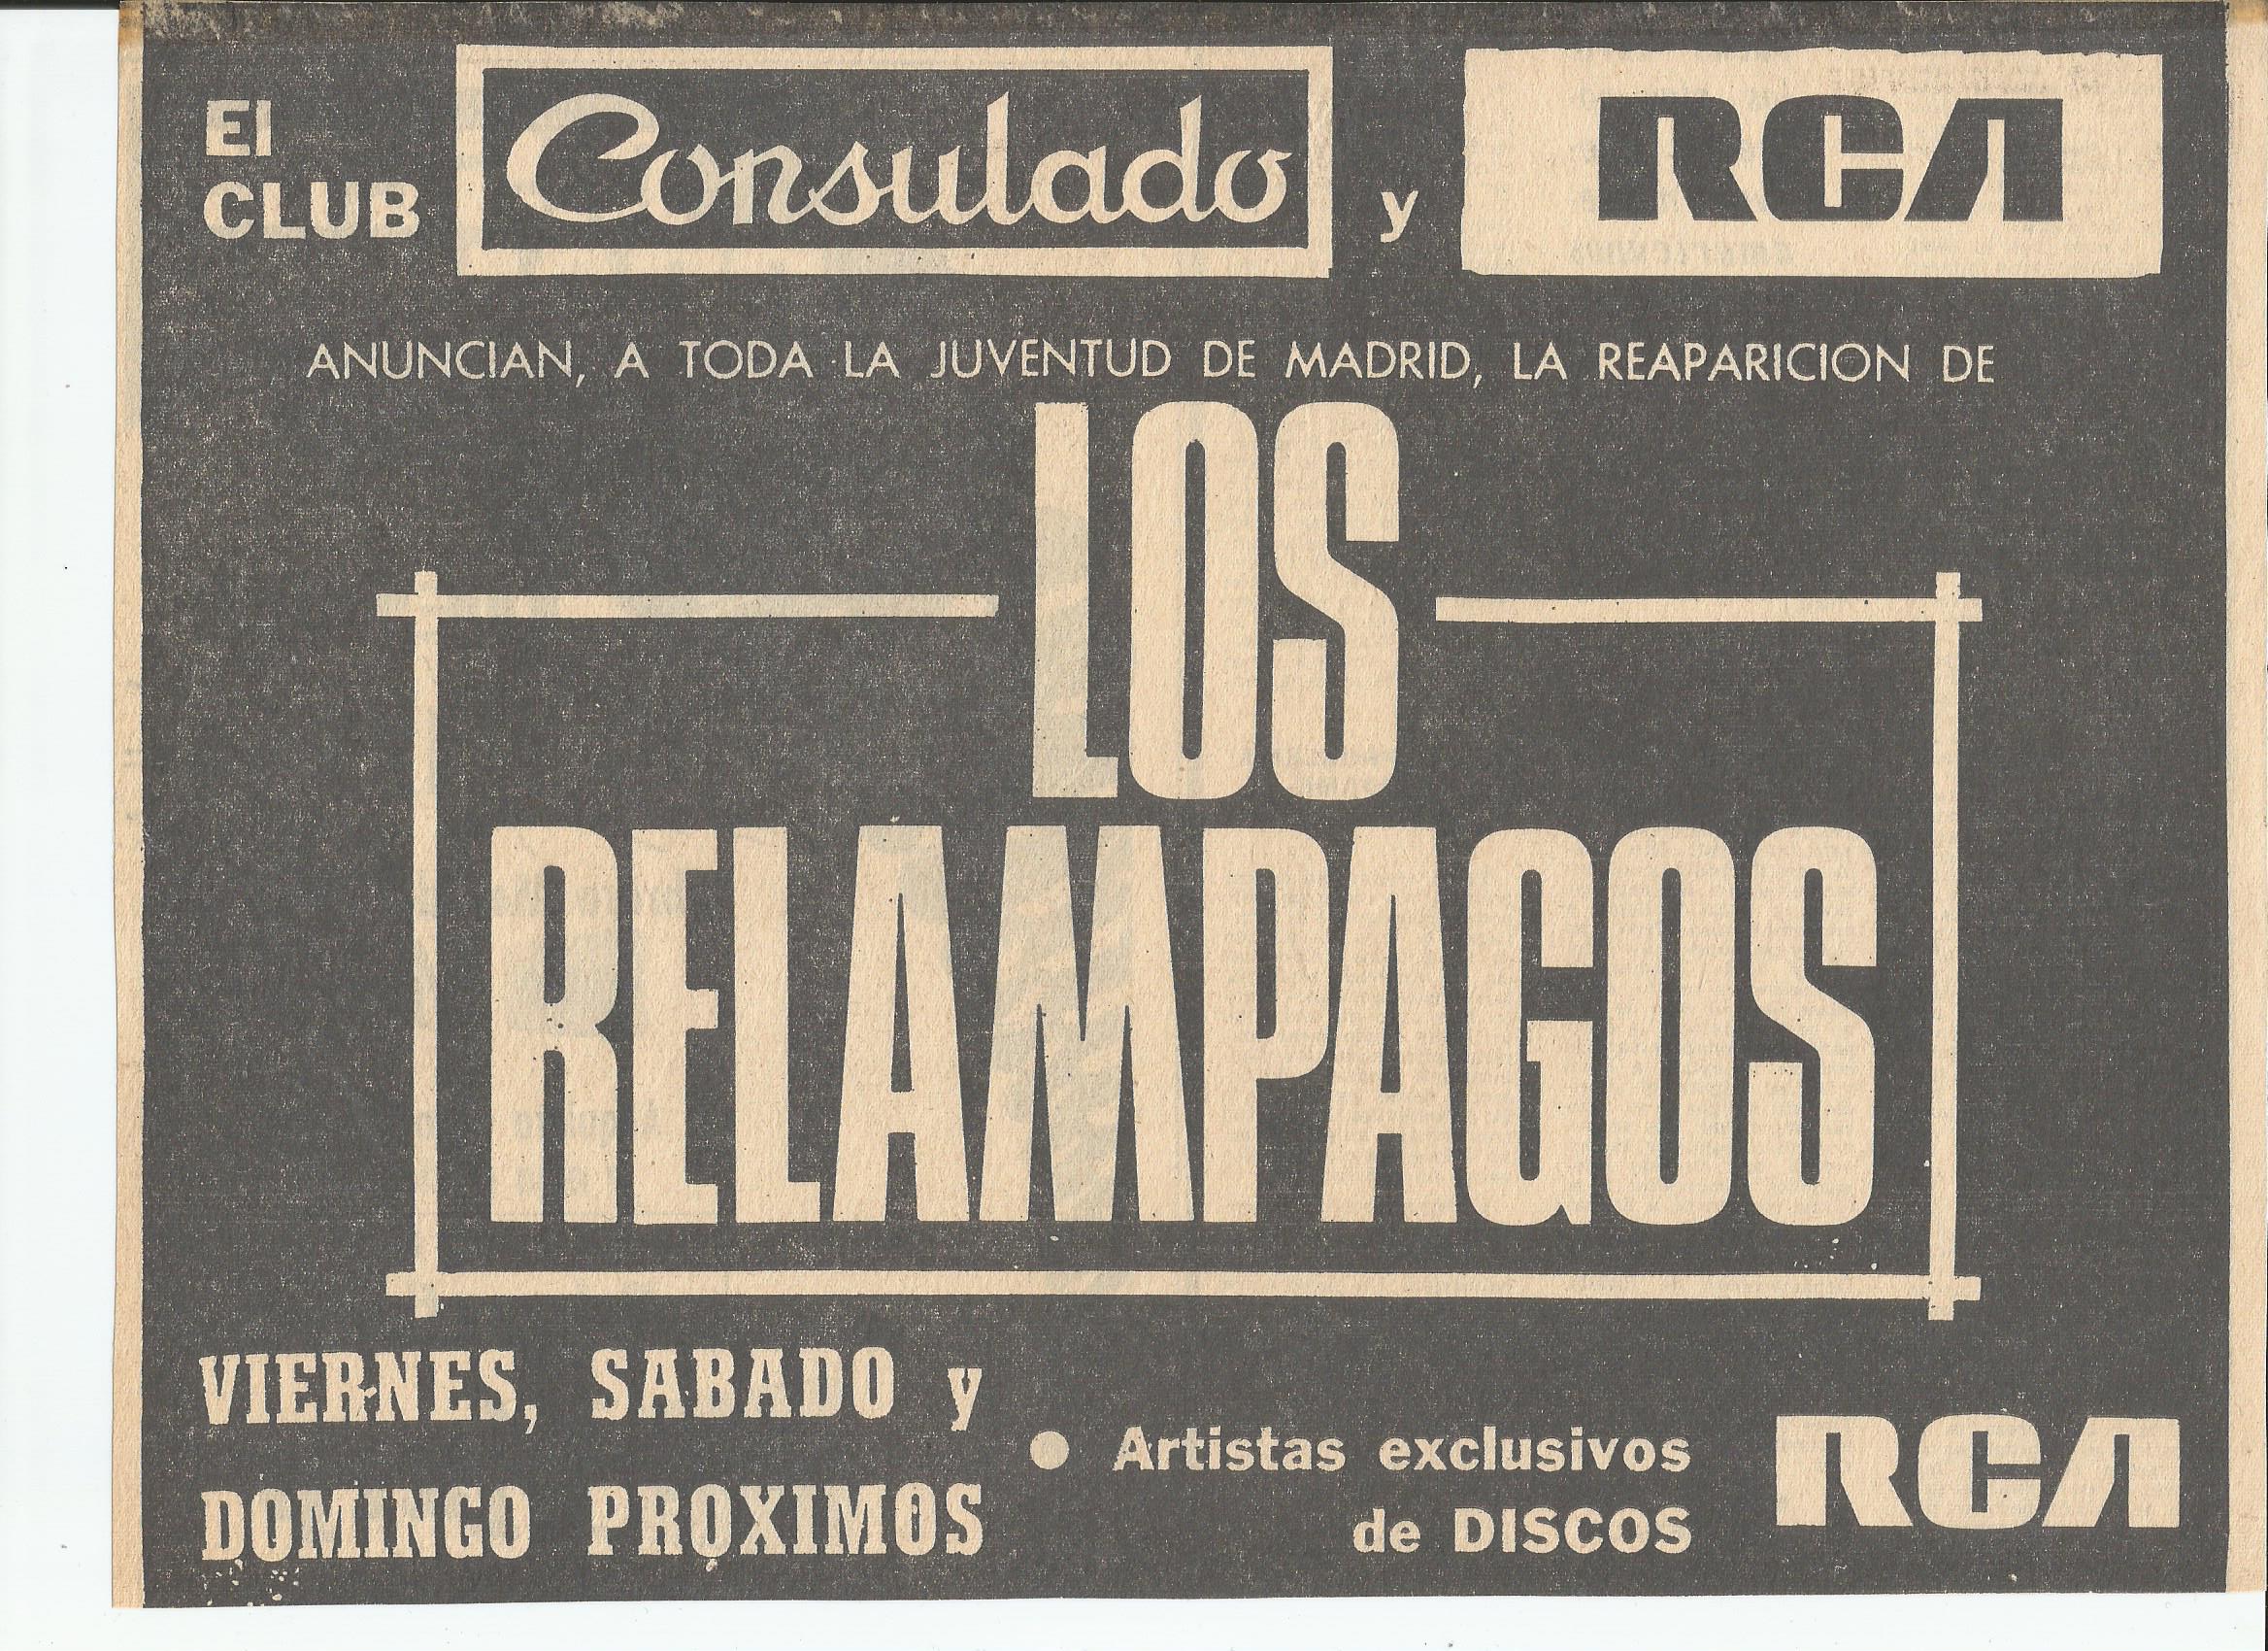 El
CLUB
Consulado y RCA
ANUNCIAN, A TODA LA JUVENTUD DE MADRID, LA REAPARICION DE
LOS
RELAMPAGOS
VIERNES, SABADO y
DOMINGO PROXIMOS
● Artistas exclusivos
de DISCOS
RCA